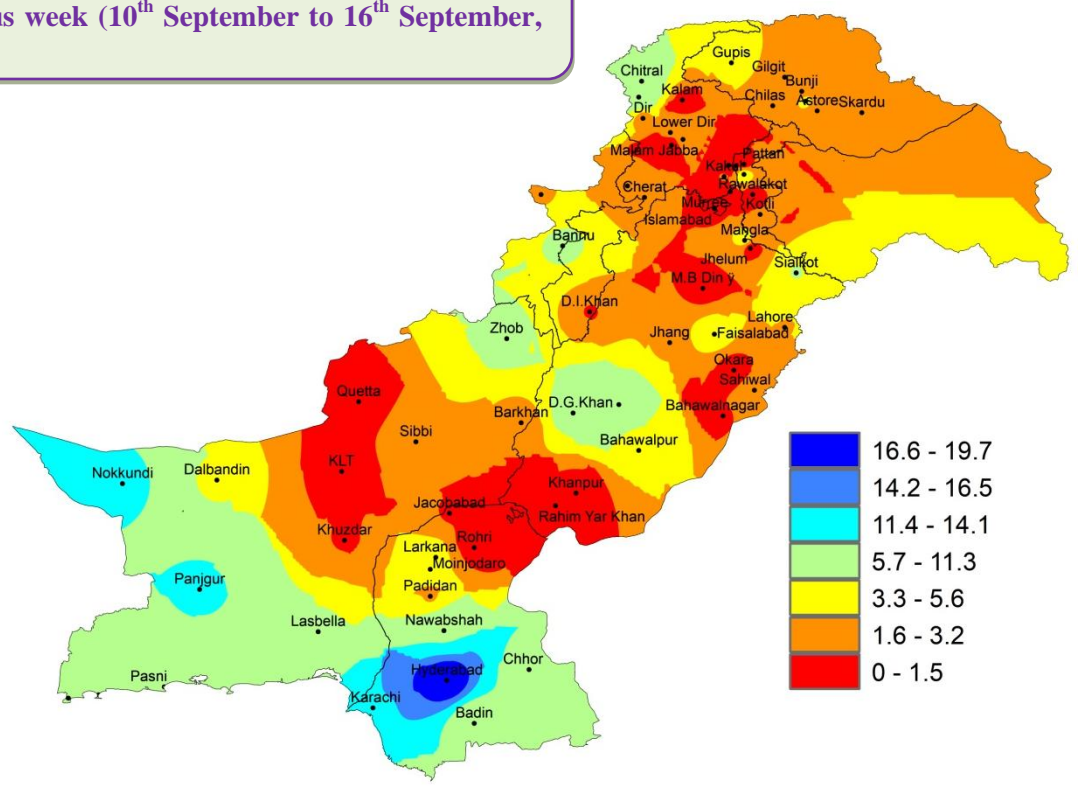 us week (10th September to 16th September,
Gupis
Gilgit
Chitral
Bunji
Kalam
Chilas
Astore Skardu
Dir
Lower Dir
Malam Jabba
Pattan
Cherat
Rawalakot
Murree
Kotli
Islamabad
Mangla
Bannu
Jhelum
Sialkot
M.B Din ÿ
D.I.Khan
Lahore
Zhob
Jhang
Faisalabad
Okara
Sahiwal
Quetta
D.G.Khan
Bahawalnagar
Barkhan
Sibbi
Bahawalpur
16.6 - 19.7
KLT
Nokkundi
Dalbandin
Khanpur
14.2 - 16.5
Jacobabad
Rahim Yar Khan
11.4 - 14.1
Khuzdar
Rohri
Larkana
5.7 - 11.3
Moinjodaro
Panjgur
Padidan
3.3 - 5.6
Lasbella
Nawabshah
1.6 - 3.2
Chhor
Hyderabad
0 - 1.5
Pasni
Karachi
Badin